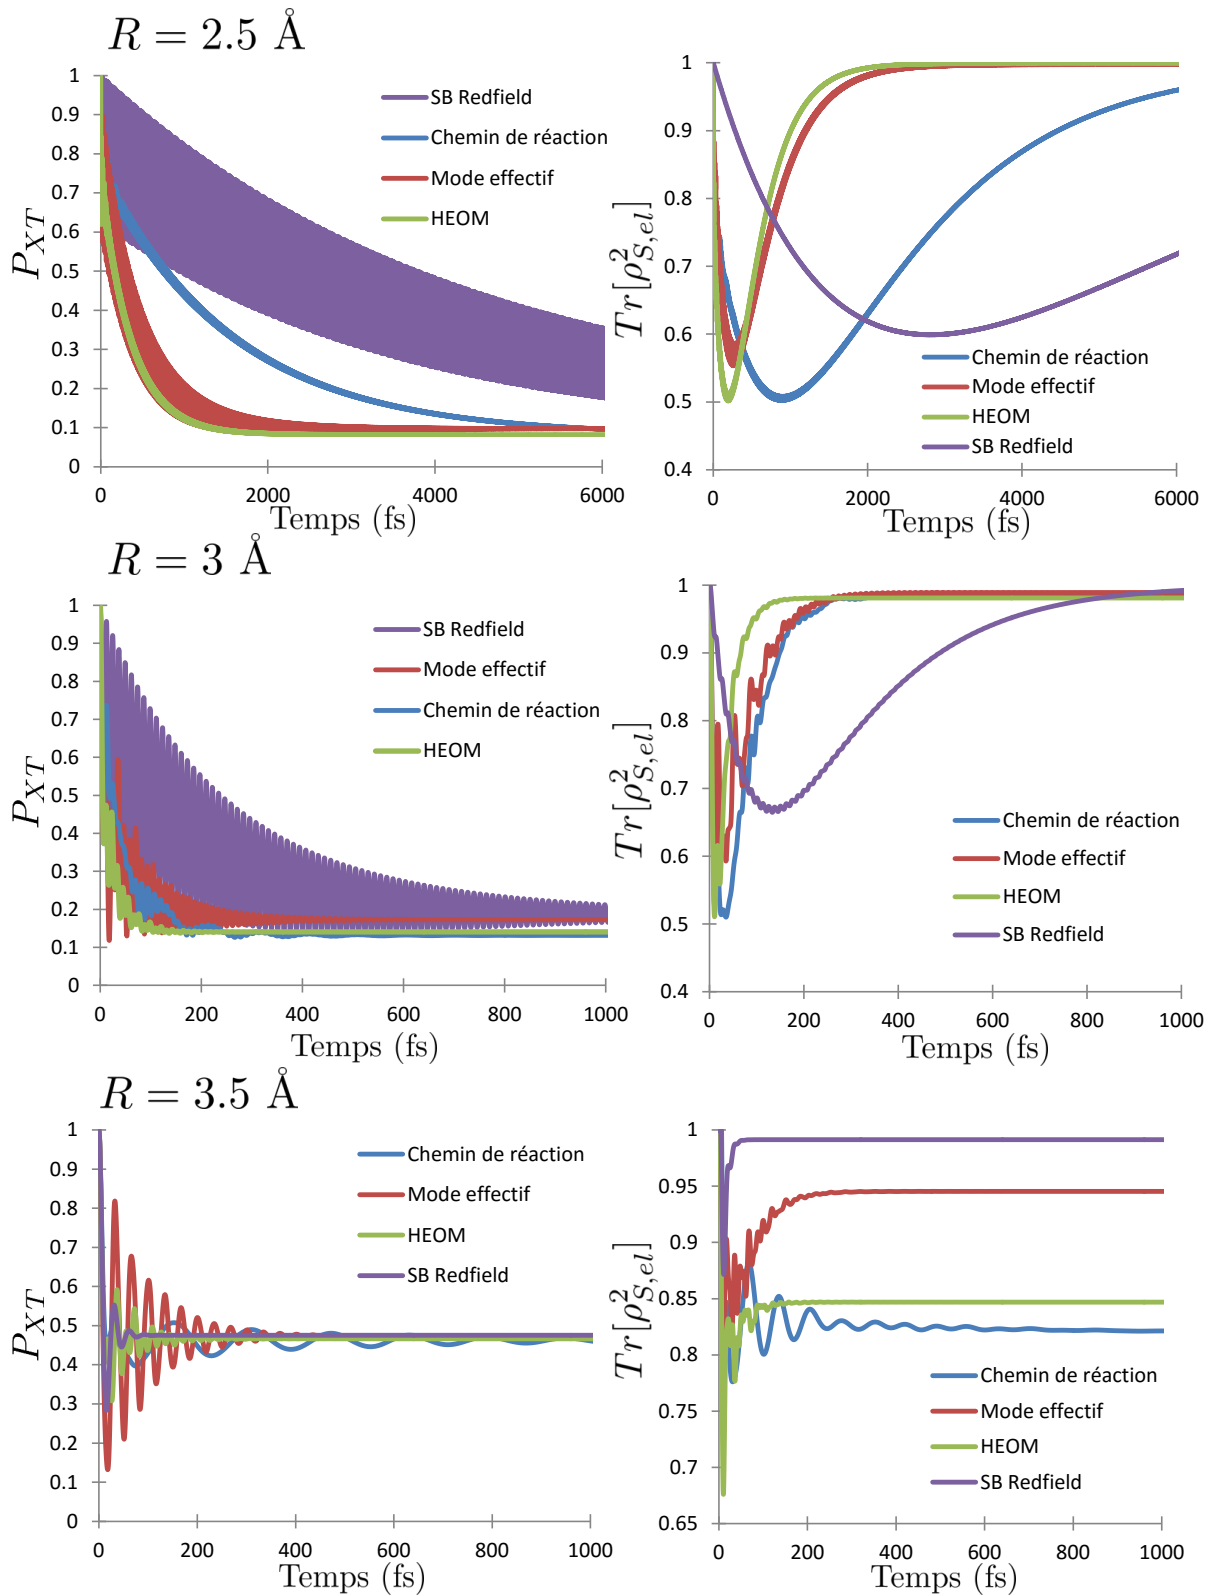 R = 2.5 Å
1
0.9
0.8
0.7
0.6
0.5
0.4
0.3
0.2
0.1
0
P_{XT}
SB Redfield
Chemin de réaction
Mode effectif
HEOM
0 2000 4000 6000
Temps (fs)
1
0.9
0.8
0.7
0.6
0.5
0.4
Tr[ρ²_{S,el}]
Chemin de réaction
Mode effectif
HEOM
SB Redfield
0 2000 4000 6000
Temps (fs)
R = 3 Å
1
0.9
0.8
0.7
0.6
0.5
0.4
0.3
0.2
0.1
0
P_{XT}
SB Redfield
Mode effectif
Chemin de réaction
HEOM
0 200 400 600 800 1000
Temps (fs)
1
0.9
0.8
0.7
0.6
0.5
0.4
Tr[ρ²_{S,el}]
Chemin de réaction
Mode effectif
HEOM
SB Redfield
0 200 400 600 800 1000
Temps (fs)
R = 3.5 Å
1
0.9
0.8
0.7
0.6
0.5
0.4
0.3
0.2
0.1
0
P_{XT}
Chemin de réaction
Mode effectif
HEOM
SB Redfield
0 200 400 600 800 1000
Temps (fs)
1
0.95
0.9
0.85
0.8
0.75
0.7
0.65
Tr[ρ²_{S,el}]
Chemin de réaction
Mode effectif
HEOM
SB Redfield
0 200 400 600 800 1000
Temps (fs)